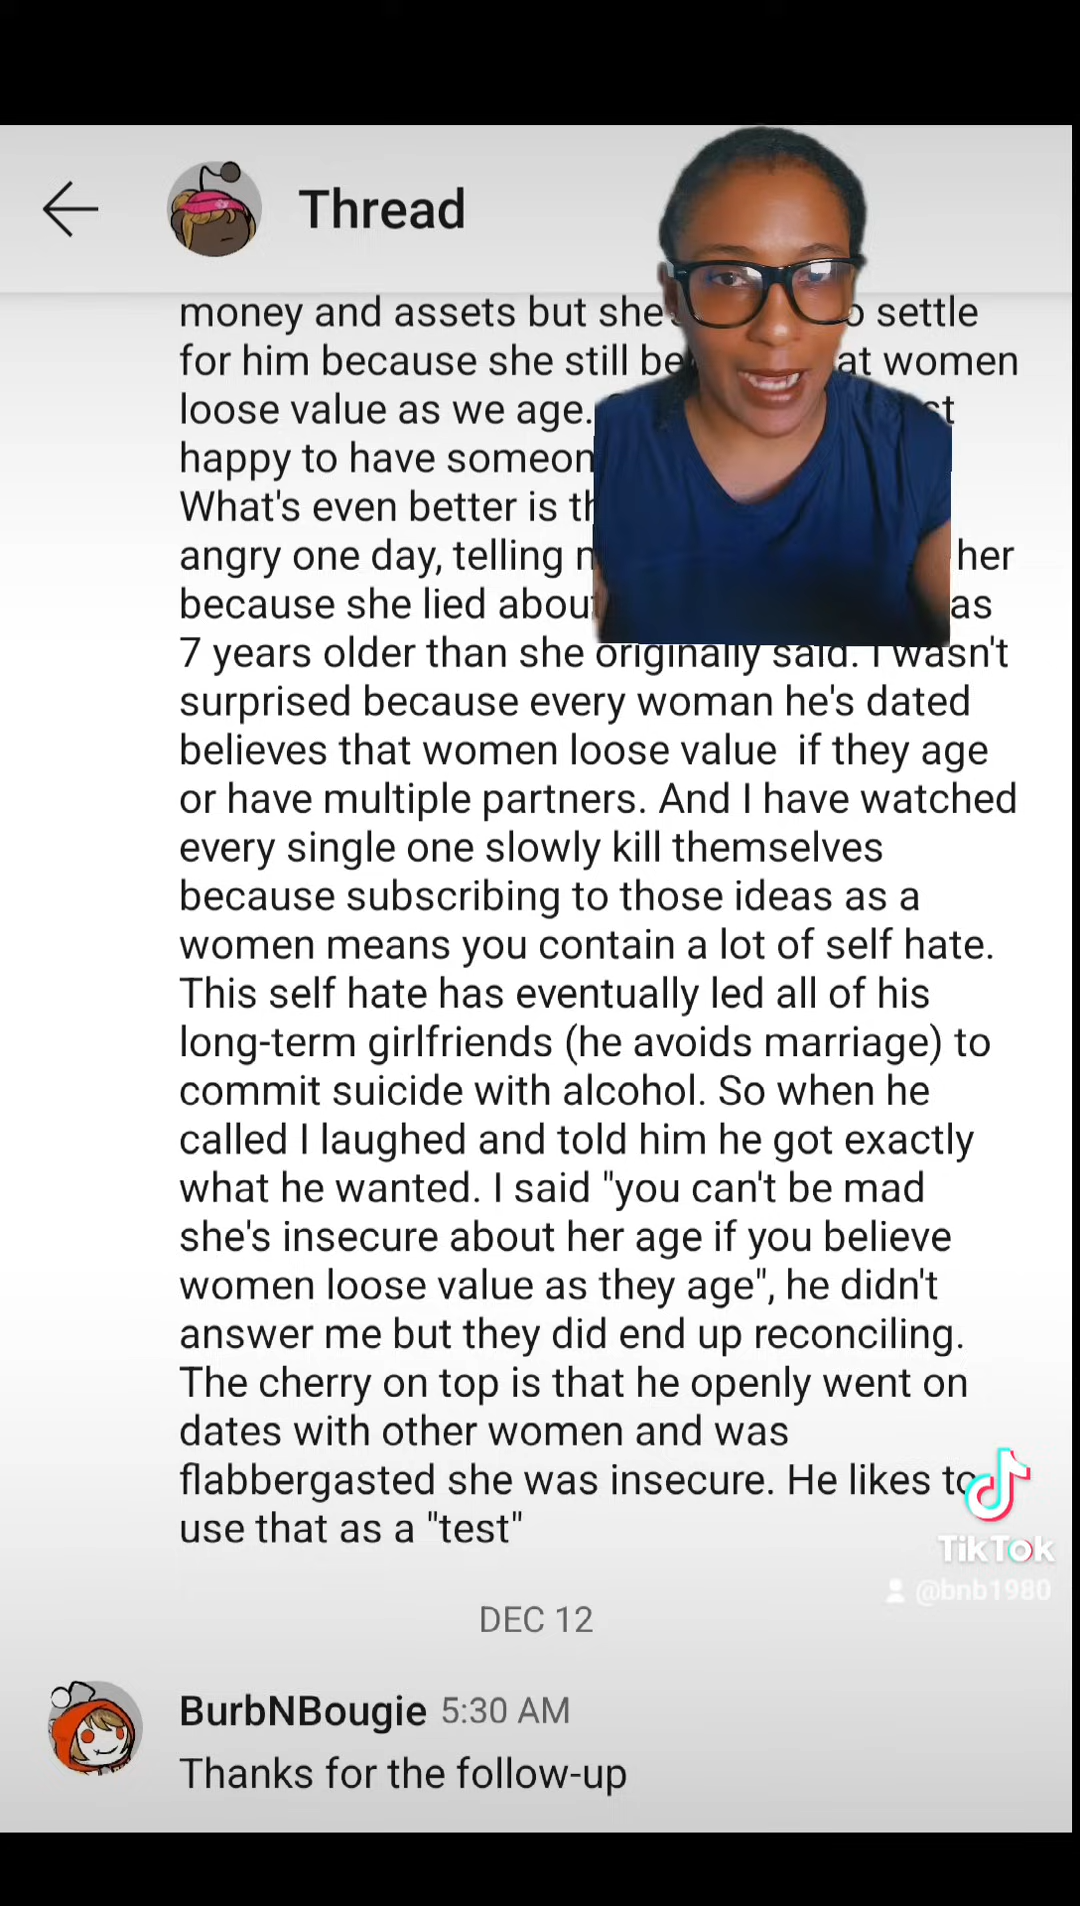 Thread
money and assets but she settle
for him because she still at women
loose value as we age.
happy to have
What's even better is
angry one day, telling her
because she lied as
7 years older than she originally said. I wasn't
surprised because every woman he's dated
believes that women loose value if they age
or have multiple partners. And I have watched
every single one slowly kill themselves
because subscribing to those ideas as a
women means you contain a lot of self hate.
This self hate has eventually led all of his
long-term girlfriends (he avoids marriage) to
commit suicide with alcohol. So when he
called I laughed and told him he got exactly
what he wanted. I said "you can't be mad
she's insecure about her age if you believe
women loose value as they age", he didn't
answer me but they did end up reconciling.
The cherry on top is that he openly went on
dates with other women and was
flabbergasted she was insecure. He likes to
use that as a "test"
TikTok
@bnb1980
DEC 12
BurbNBougie 5:30 AM
Thanks for the follow-up